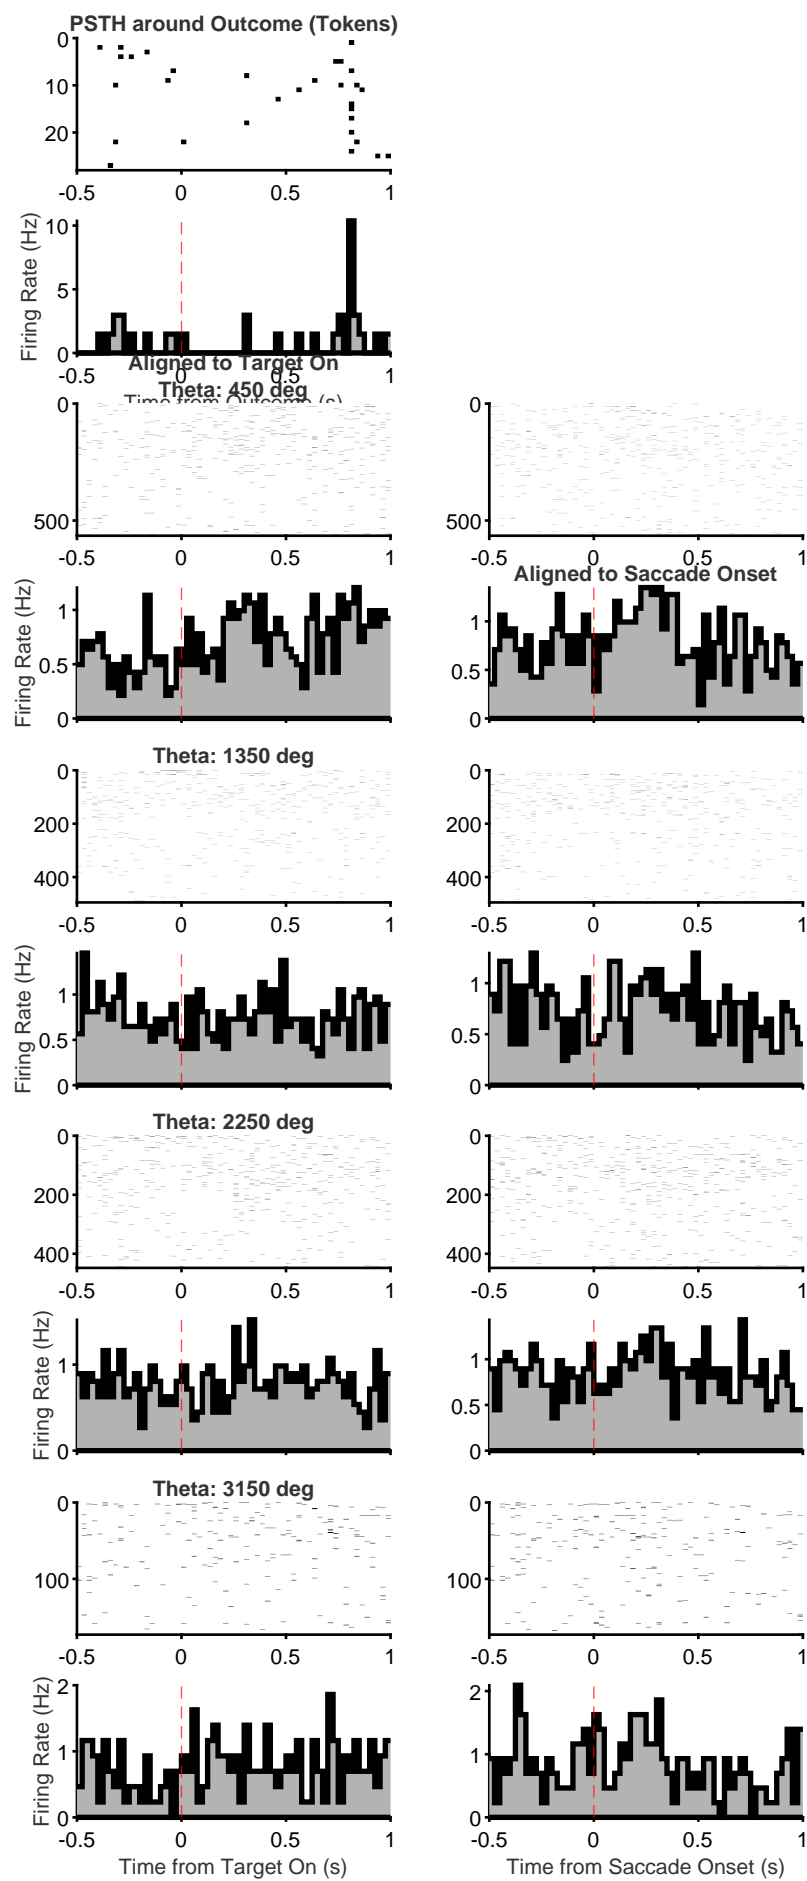 PSTH around Outcome (Tokens)
0
10
20
-0.5 0 0.5 1
Firing Rate (Hz)
10
5
0
-0.5 0 0.5 1
Time from Outcome (s)
Aligned to Target On
Theta: 450 deg
0
500
-0.5 0 0.5 1
0
500
-0.5 0 0.5 1
Aligned to Saccade Onset
Firing Rate (Hz)
1
0.5
0
1
0.5
0
Theta: 1350 deg
0
200
400
-0.5 0 0.5 1
0
200
400
-0.5 0 0.5 1
Firing Rate (Hz)
1
0.5
0
1
0.5
0
Theta: 2250 deg
0
200
400
-0.5 0 0.5 1
0
200
400
-0.5 0 0.5 1
Firing Rate (Hz)
1
0
1
0.5
0
Theta: 3150 deg
0
100
-0.5 0 0.5 1
0
100
-0.5 0 0.5 1
Firing Rate (Hz)
2
1
0
-0.5 0 0.5 1
Time from Target On (s)
2
1
0
-0.5 0 0.5 1
Time from Saccade Onset (s)